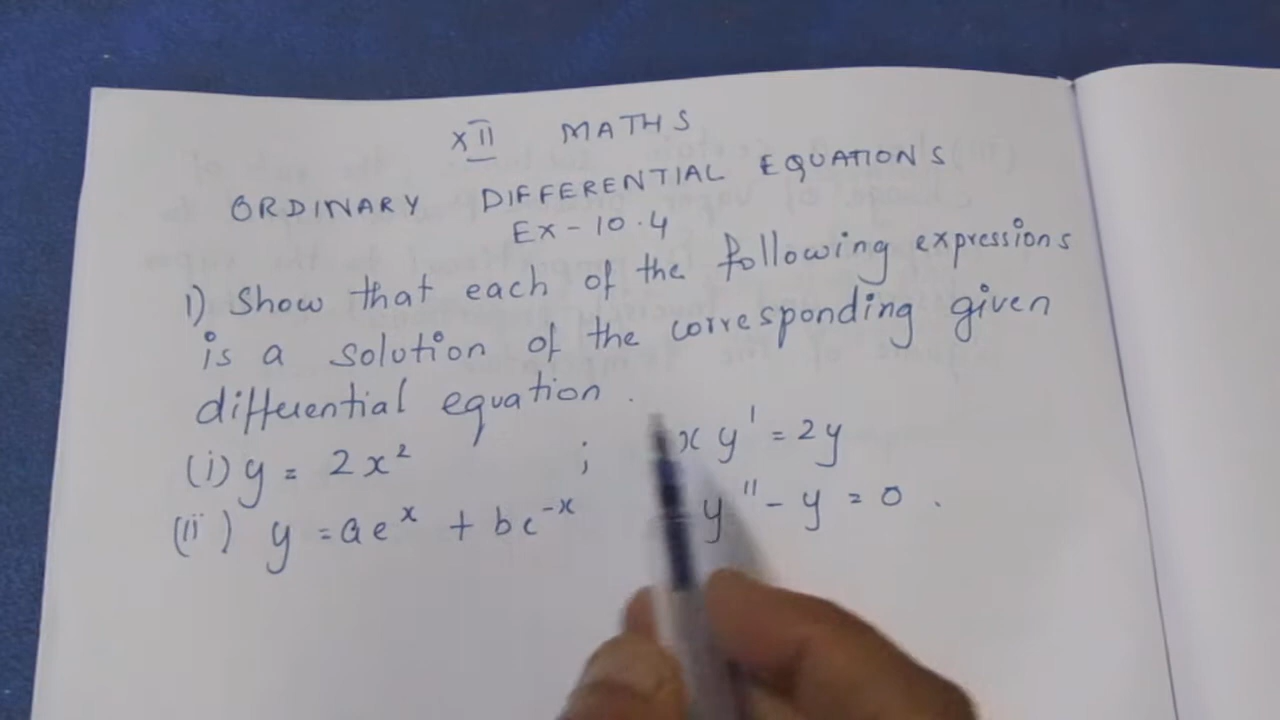 XII MATHS
ORDINARY DIFFERENTIAL EQUATIONS
Ex - 10.4
1) Show that each of the following expressions
is a solution of the corresponding given
differential equation.
(i) y = 2x² ; xy' = 2y
(ii) y = ae^x + be^-x y'' - y = 0.